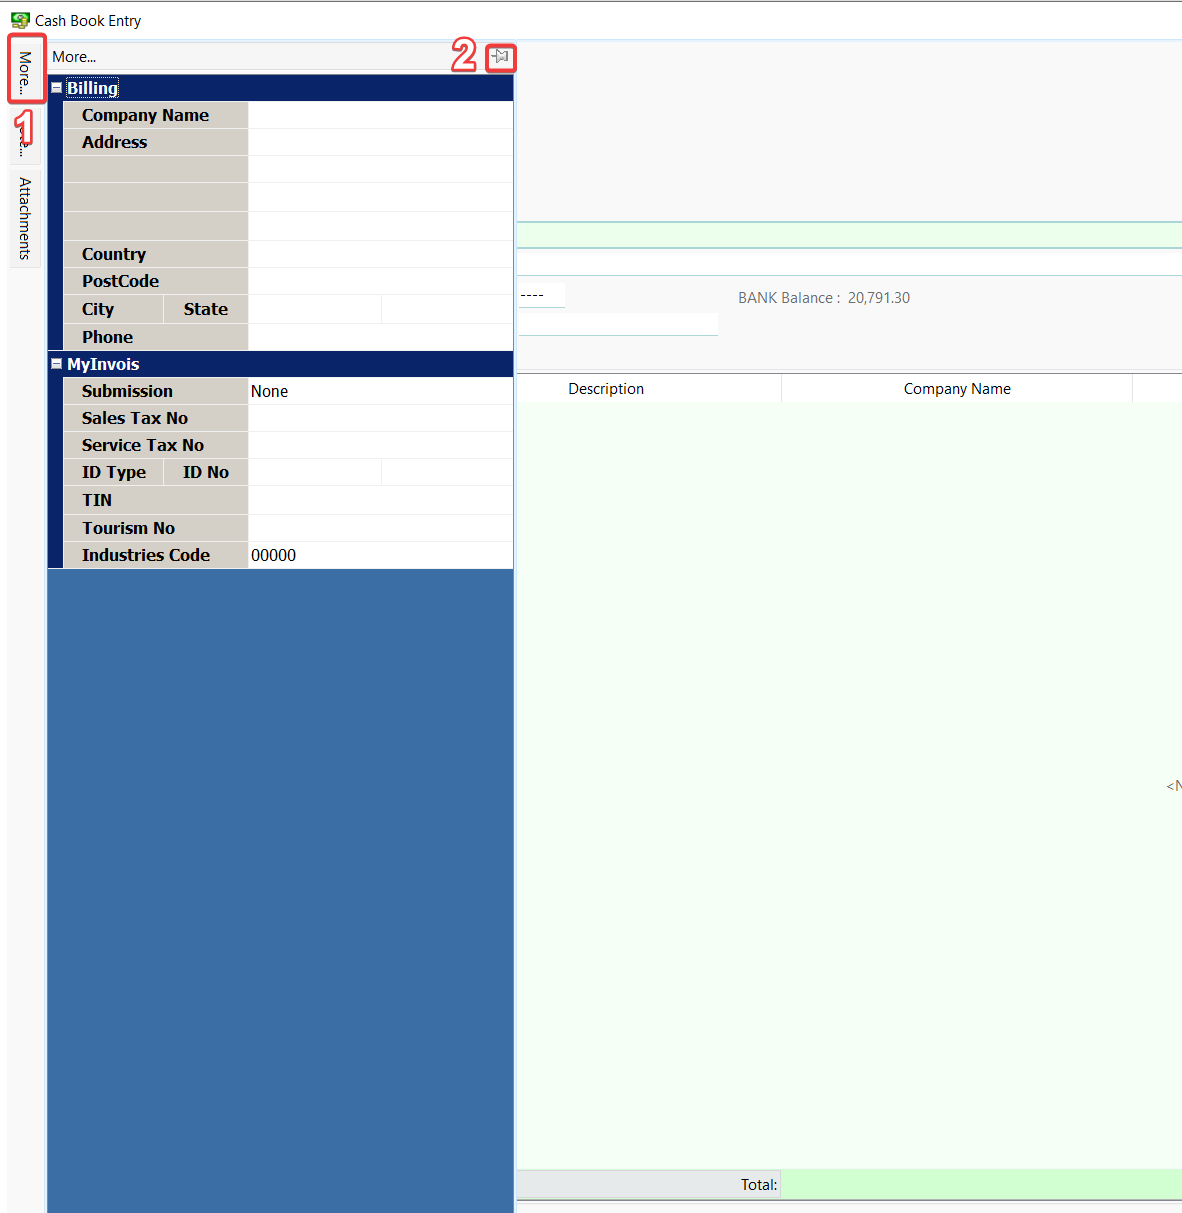 Cash Book Entry
More...
1
Attachments
More...
2
Billing
Company Name
Address
Country
PostCode
City State
Phone
MyInvois
Submission None
Sales Tax No
Service Tax No
ID Type ID No
TIN
Tourism No
Industries Code 00000
----
BANK Balance : 20,791.30
Description Company Name
Total: